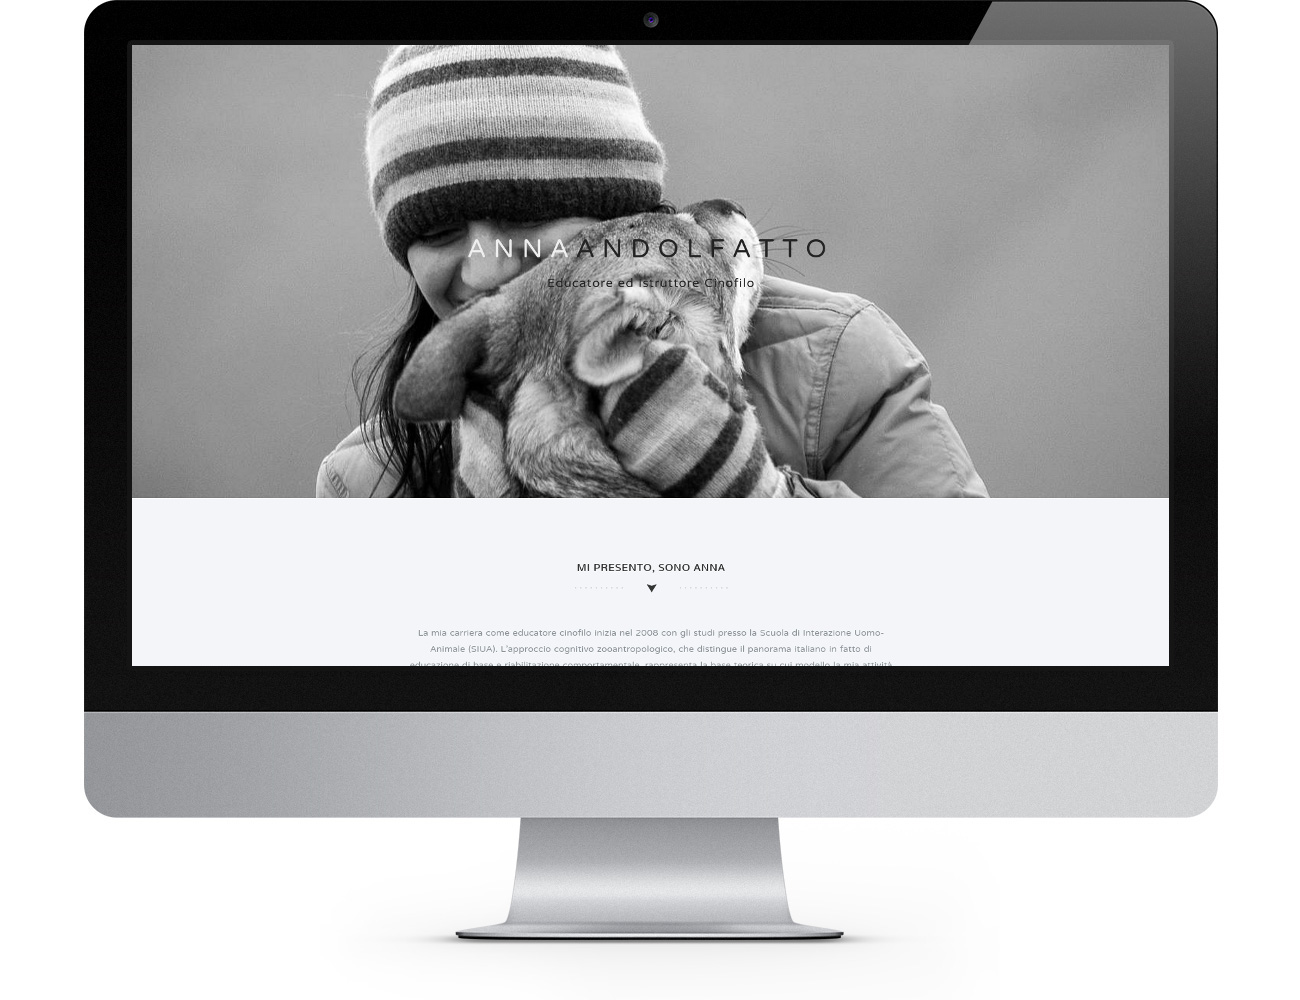 ANNAANDOLFATTO
Educatore ed Istruttore Cinofilo
MI PRESENTO, SONO ANNA
La mia carriera come educatore cinofilo inizia nel 2008 con gli studi presso la Scuola di Interazione Uomo-
Animale (SIUA). L'approccio cognitivo zooantropologico, che distingue il panorama italiano in fatto di
educazione di base e riabilitazione comportamentale, rappresenta la base teorica su cui modello la mia attività